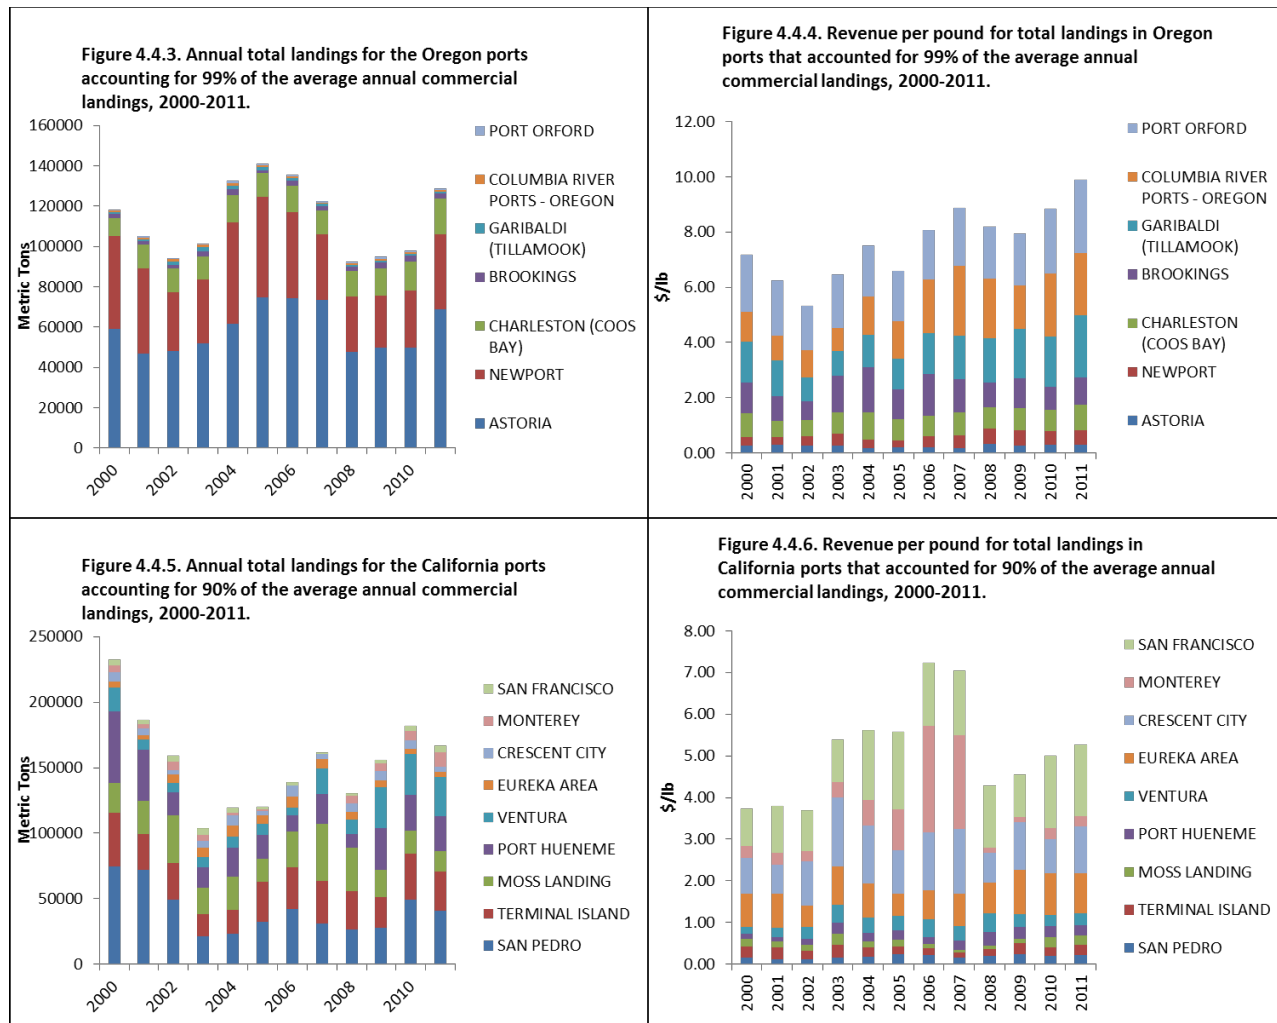 Figure 4.4.3. Annual total landings for the Oregon ports
accounting for 99% of the average annual commercial
landings, 2000-2011.
160000
140000
120000
100000
80000
60000
40000
20000
0
Metric Tons
2000
2002
2004
2006
2008
2010
PORT ORFORD
COLUMBIA RIVER
PORTS - OREGON
GARIBALDI
(TILLAMOOK)
BROOKINGS
CHARLESTON (COOS
BAY)
NEWPORT
ASTORIA
Figure 4.4.4. Revenue per pound for total landings in Oregon
ports that accounted for 99% of the average annual
commercial landings, 2000-2011.
12.00
10.00
8.00
6.00
4.00
2.00
0.00
$/lb
2000
2001
2002
2003
2004
2005
2006
2007
2008
2009
2010
2011
PORT ORFORD
COLUMBIA RIVER
PORTS - OREGON
GARIBALDI
(TILLAMOOK)
BROOKINGS
CHARLESTON
(COOS BAY)
NEWPORT
ASTORIA
Figure 4.4.5. Annual total landings for the California ports
accounting for 90% of the average annual commercial
landings, 2000-2011.
250000
200000
150000
100000
50000
0
Metric Tons
2000
2002
2004
2006
2008
2010
SAN FRANCISCO
MONTEREY
CRESCENT CITY
EUREKA AREA
VENTURA
PORT HUENEME
MOSS LANDING
TERMINAL ISLAND
SAN PEDRO
Figure 4.4.6. Revenue per pound for total landings in
California ports that accounted for 90% of the average annual
commercial landings, 2000-2011.
8.00
7.00
6.00
5.00
4.00
3.00
2.00
1.00
0.00
$/lb
2000
2001
2002
2003
2004
2005
2006
2007
2008
2009
2010
2011
SAN FRANCISCO
MONTEREY
CRESCENT CITY
EUREKA AREA
VENTURA
PORT HUENEME
MOSS LANDING
TERMINAL ISLAND
SAN PEDRO